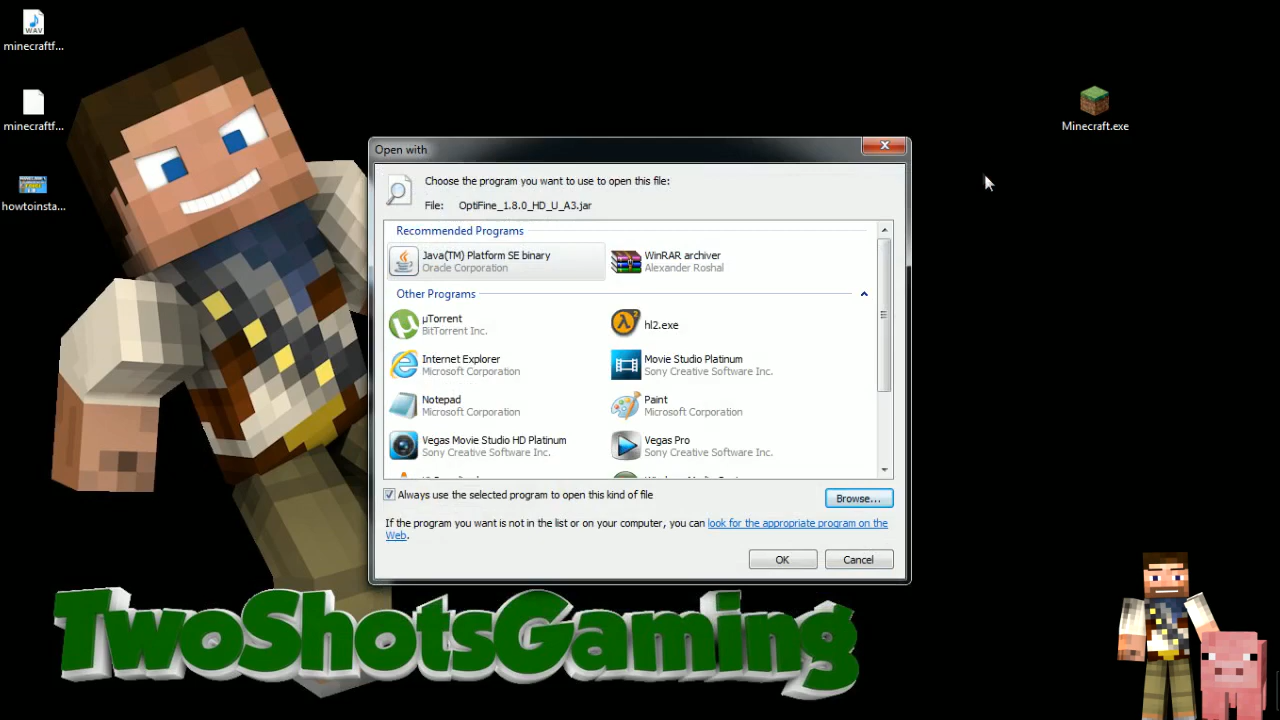 WAV
minecraftf...
minecraftf...
howtoinsta...
Minecraft.exe
Open with
Choose the program you want to use to open this file:
File: OptiFine_1.8.0_HD_U_A3.jar
Recommended Programs
Java(TM) Platform SE binary
Oracle Corporation
WinRAR archiver
Alexander Roshal
Other Programs
µTorrent
BitTorrent Inc.
hl2.exe
Internet Explorer
Microsoft Corporation
Movie Studio Platinum
Sony Creative Software Inc.
Notepad
Microsoft Corporation
Paint
Microsoft Corporation
Vegas Movie Studio HD Platinum
Sony Creative Software Inc.
Vegas Pro
Sony Creative Software Inc.
Always use the selected program to open this kind of file
Browse...
If the program you want is not in the list or on your computer, you can look for the appropriate program on the
Web.
OK
Cancel
TwoShotsGaming